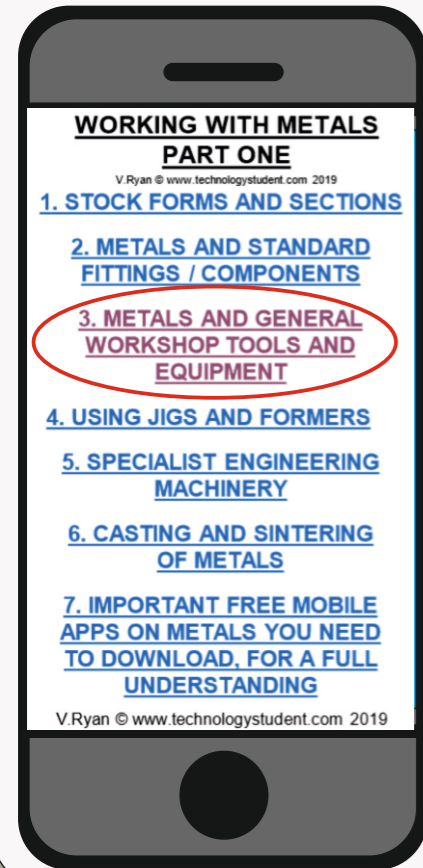 WORKING WITH METALS
PART ONE
V.Ryan © www.technologystudent.com 2019
1. STOCK FORMS AND SECTIONS
2. METALS AND STANDARD
FITTINGS / COMPONENTS
3. METALS AND GENERAL
WORKSHOP TOOLS AND
EQUIPMENT
4. USING JIGS AND FORMERS
5. SPECIALIST ENGINEERING
MACHINERY
6. CASTING AND SINTERING
OF METALS
7. IMPORTANT FREE MOBILE
APPS ON METALS YOU NEED
TO DOWNLOAD, FOR A FULL
UNDERSTANDING
V.Ryan © www.technologystudent.com 2019